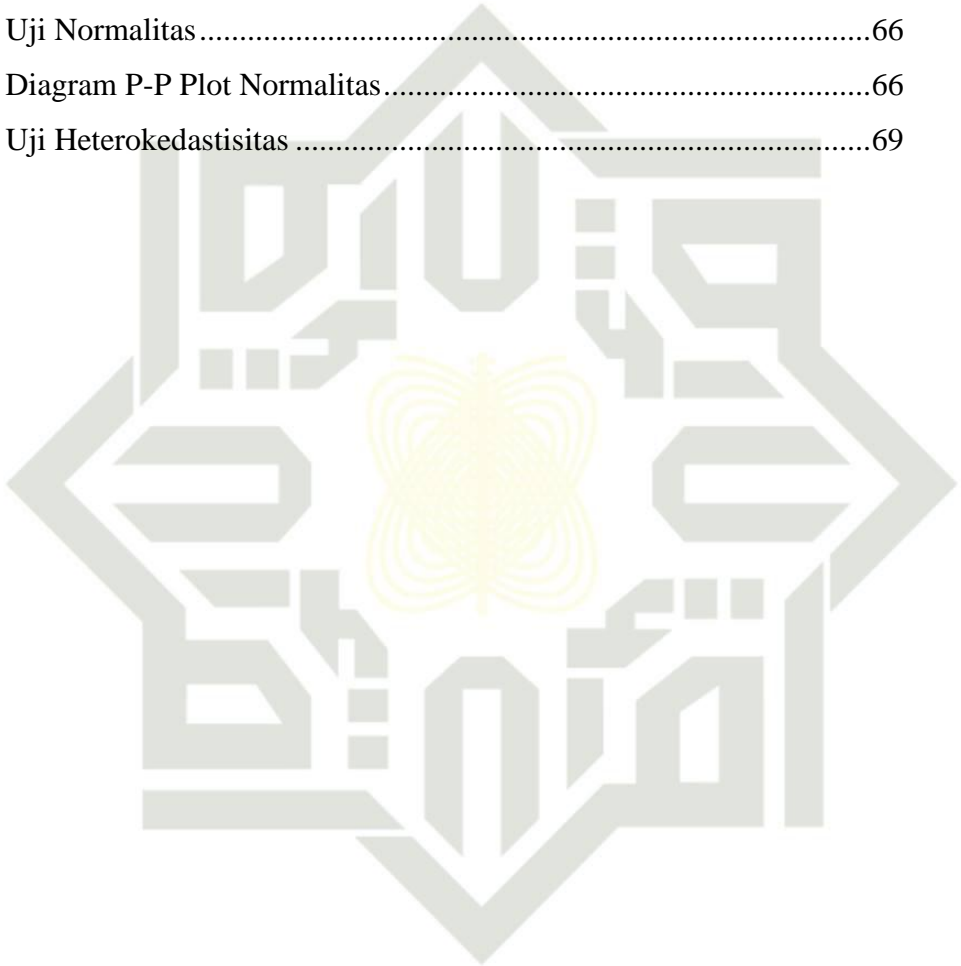 Uji Normalitas...................................................................................66
Diagram P-P Plot Normalitas............................................................66
Uji Heterokedastisitas.......................................................................69